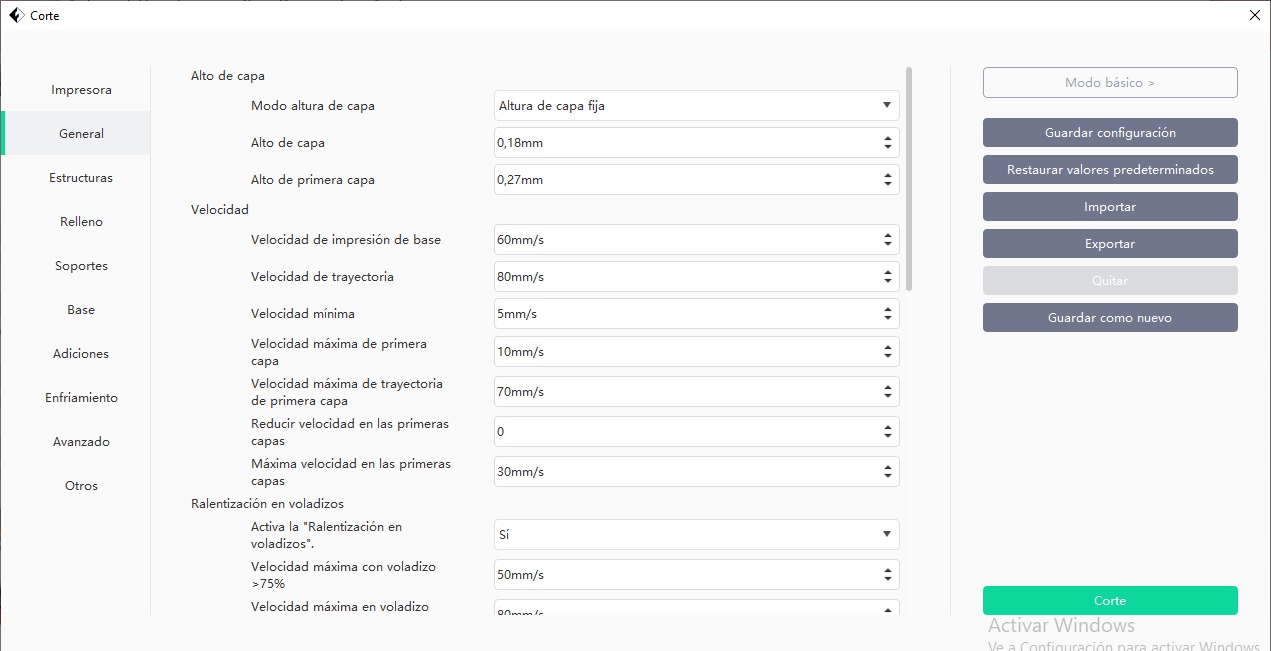 Corte
Impresora
General
Estructuras
Relleno
Soportes
Base
Adiciones
Enfriamiento
Avanzado
Otros
Alto de capa
Modo altura de capa
Altura de capa fija
Alto de capa
0,18mm
Alto de primera capa
0,27mm
Velocidad
Velocidad de impresión de base
60mm/s
Velocidad de trayectoria
80mm/s
Velocidad mínima
5mm/s
Velocidad máxima de primera
capa
10mm/s
Velocidad máxima de trayectoria
de primera capa
70mm/s
Reducir velocidad en las primeras
capas
0
Máxima velocidad en las primeras
capas
30mm/s
Ralentización en voladizos
Activa la "Ralentización en
voladizos".
Sí
Velocidad máxima con voladizo
>75%
50mm/s
Velocidad máxima en voladizo
80mm/s
Modo básico >
Guardar configuración
Restaurar valores predeterminados
Importar
Exportar
Quitar
Guardar como nuevo
Corte
Activar Windows
Ve a Configuración para activar Windows